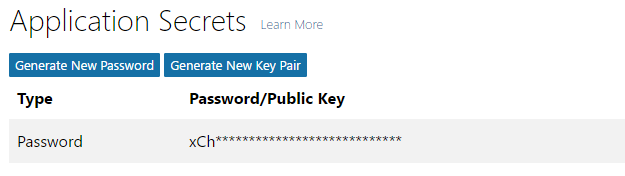 Application Secrets Learn More
Generate New Password Generate New Key Pair
Type Password/Public Key
Password xCh****************************